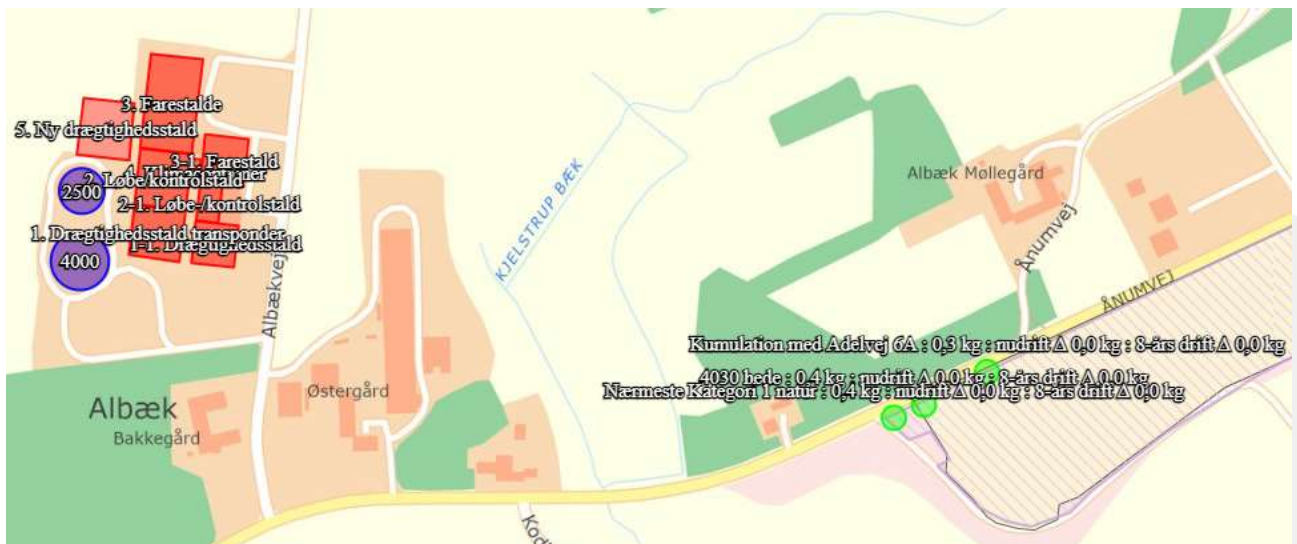 3. Farestalde
5. Ny drægtighedsstald
3-1. Farestald
4. Klimacontainer
2. Løbe/kontrolstald
2500
2-1. Løbe-/kontrolstald
1. Drægtighedsstald transponder
1-1. Drægtighedsstald
4000
Albækvej
KJELSTRUP BÆK
Albæk Møllegård
Ånumvej
ÅNUMVEJ
Kumulation med Adelvej 6A : 0,3 kg : nudrift Δ 0,0 kg : 8-års drift Δ 0,0 kg
4030 hede : 0,4 kg : nudrift Δ 0,0 kg : 8-års drift Δ 0,0 kg
Nærmeste Kategori 1 natur : 0,4 kg : nudrift Δ 0,0 kg : 8-års drift Δ 0,0 kg
Østergård
Albæk
Bakkegård